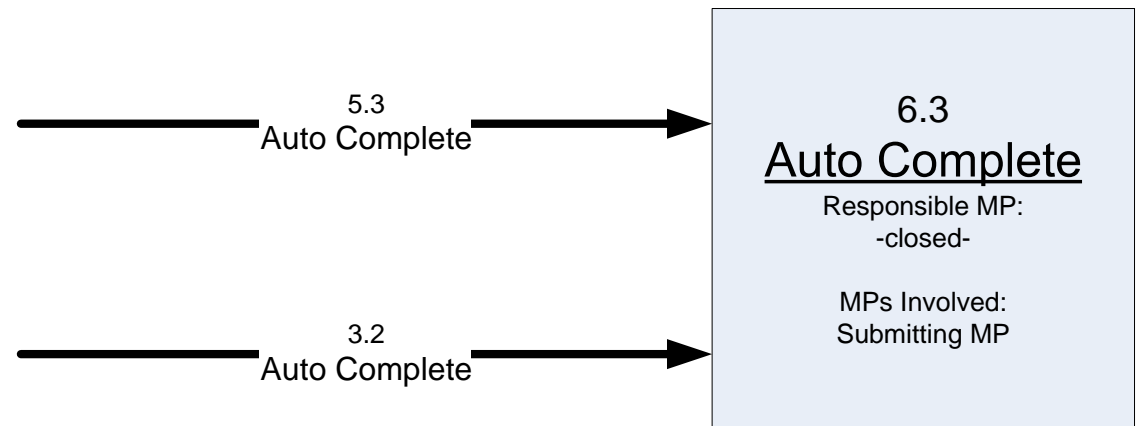 5.3
Auto Complete
3.2
Auto Complete
6.3
Auto Complete
Responsible MP:
-closed-
MPs Involved:
Submitting MP